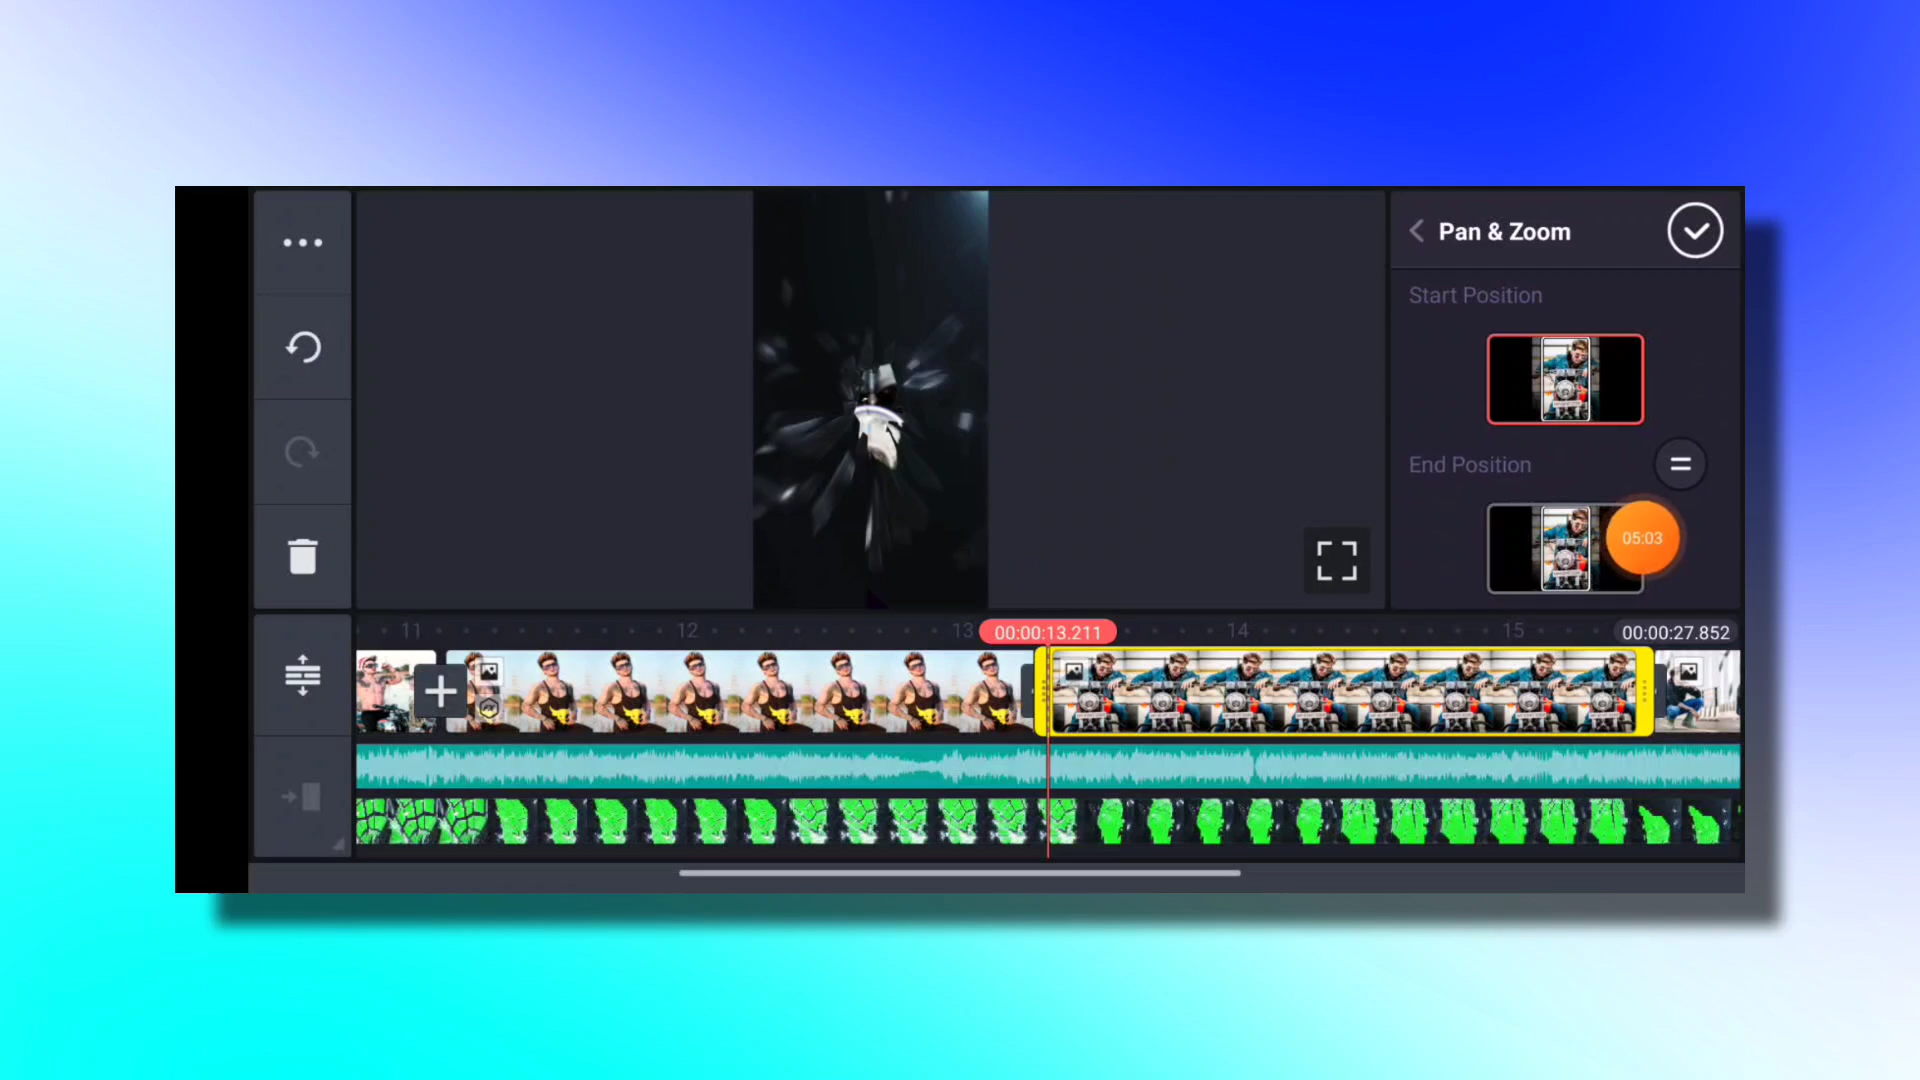 Pan & Zoom
Start Position
End Position
05:03
11
12
13
00:00:13.211
14
15
00:00:27.852